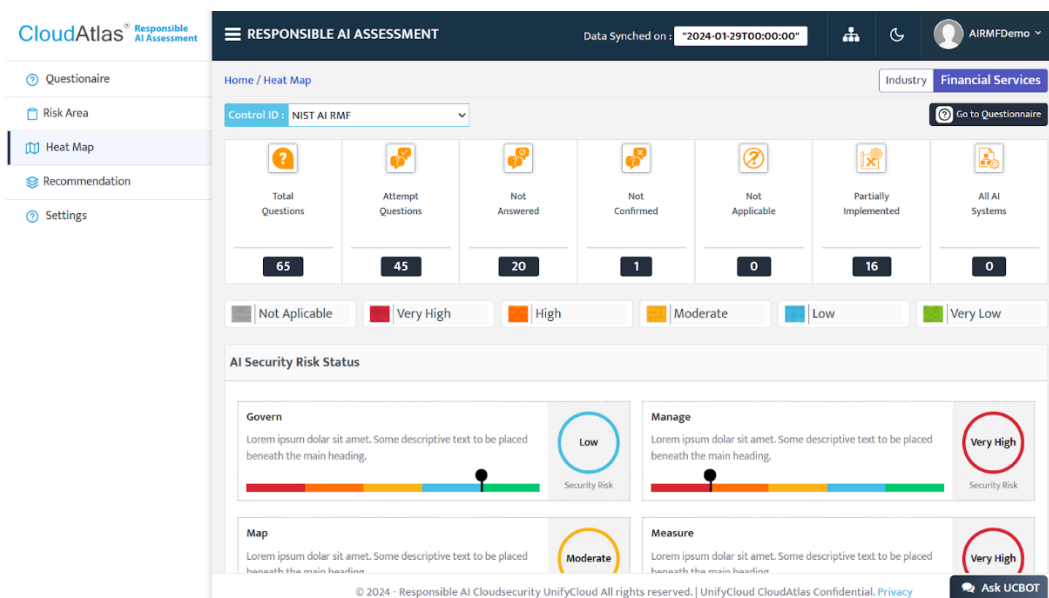 CloudAtlas® Responsible AI Assessment
RESPONSIBLE AI ASSESSMENT
Data Synched on : "2024-01-29T00:00:00"
AIRMFDemo
Questionaire
Risk Area
Heat Map
Recommendation
Settings
Home / Heat Map
Industry Financial Services
Control ID : NIST AI RMF
Go to Questionnaire
Total Questions
65
Attempt Questions
45
Not Answered
20
Not Confirmed
1
Not Applicable
0
Partially Implemented
16
All AI Systems
0
Not Aplicable
Very High
High
Moderate
Low
Very Low
AI Security Risk Status
Govern
Lorem ipsum dolar sit amet. Some descriptive text to be placed
beneath the main heading.
Low
Security Risk
Manage
Lorem ipsum dolar sit amet. Some descriptive text to be placed
beneath the main heading.
Very High
Security Risk
Map
Lorem ipsum dolar sit amet. Some descriptive text to be placed
beneath the main heading.
Moderate
Measure
Lorem ipsum dolar sit amet. Some descriptive text to be placed
beneath the main heading.
Very High
© 2024 - Responsible AI Cloudsecurity UnifyCloud All rights reserved. | UnifyCloud CloudAtlas Confidential. Privacy
Ask UCBOT